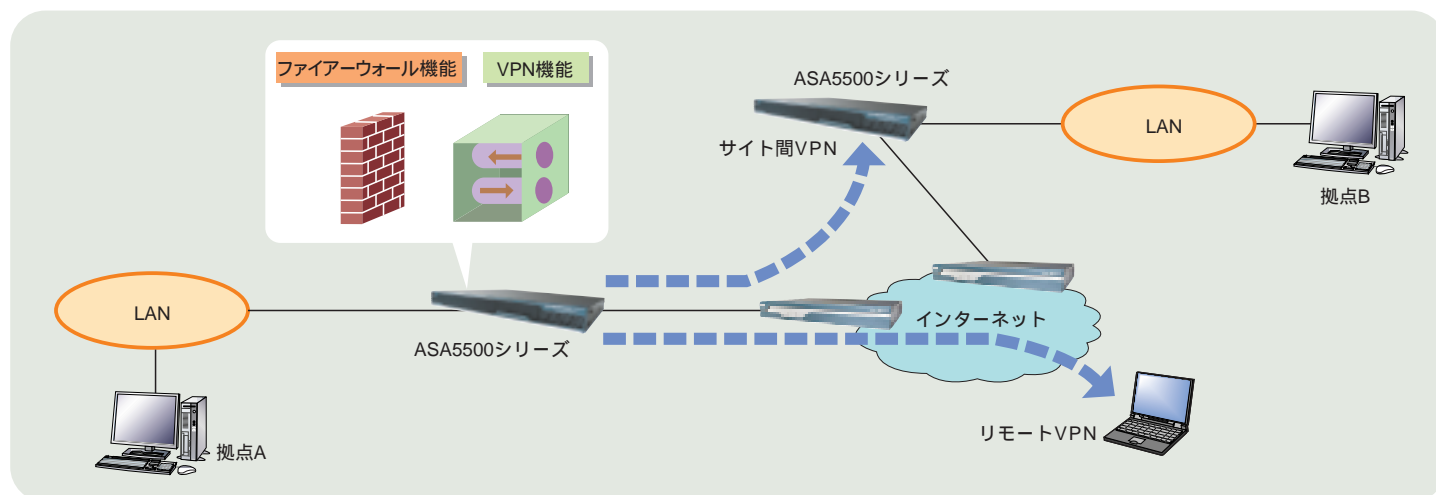 ファイアーウォール機能
VPN機能
ASA5500シリーズ
LAN
サイト間VPN
拠点B
LAN
インターネット
ASA5500シリーズ
拠点A
リモートVPN